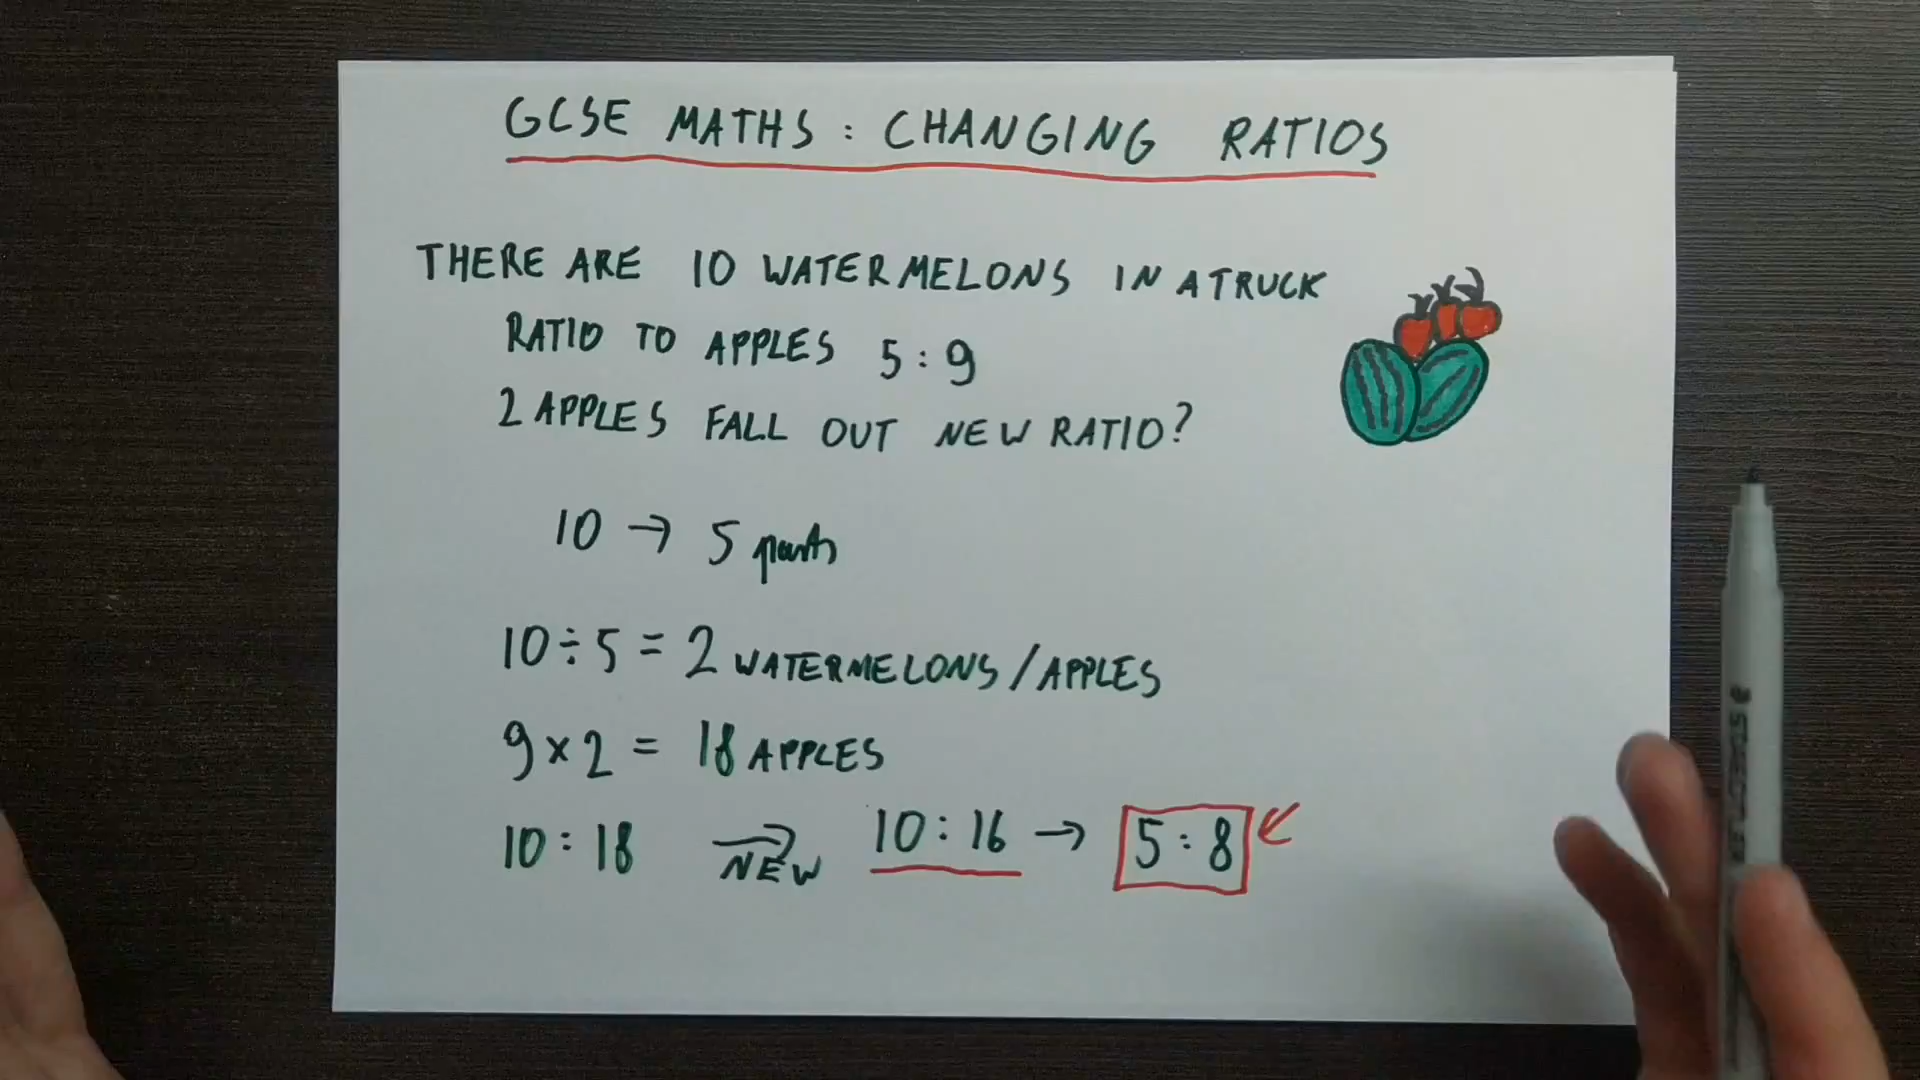 GCSE MATHS : CHANGING RATIOS
THERE ARE 10 WATERMELONS IN A TRUCK
RATIO TO APPLES 5 : 9
2 APPLES FALL OUT NEW RATIO?
10 → 5 parts
10 ÷ 5 = 2 WATERMELONS / APPLES
9 × 2 = 18 APPLES
10 : 18 NEW 10 : 16 → 5 : 8